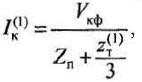 I_к^(1) = V_кф / (Z_п + z_т^(1) / 3),